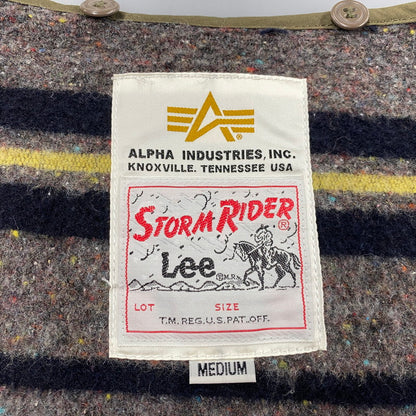 ALPHA INDUSTRIES, INC.
KNOXVILLE, TENNESSEE USA
STORM RIDER ®
Lee ® M.R.
LOT SIZE
T.M. REG. U.S. PAT. OFF.
MEDIUM